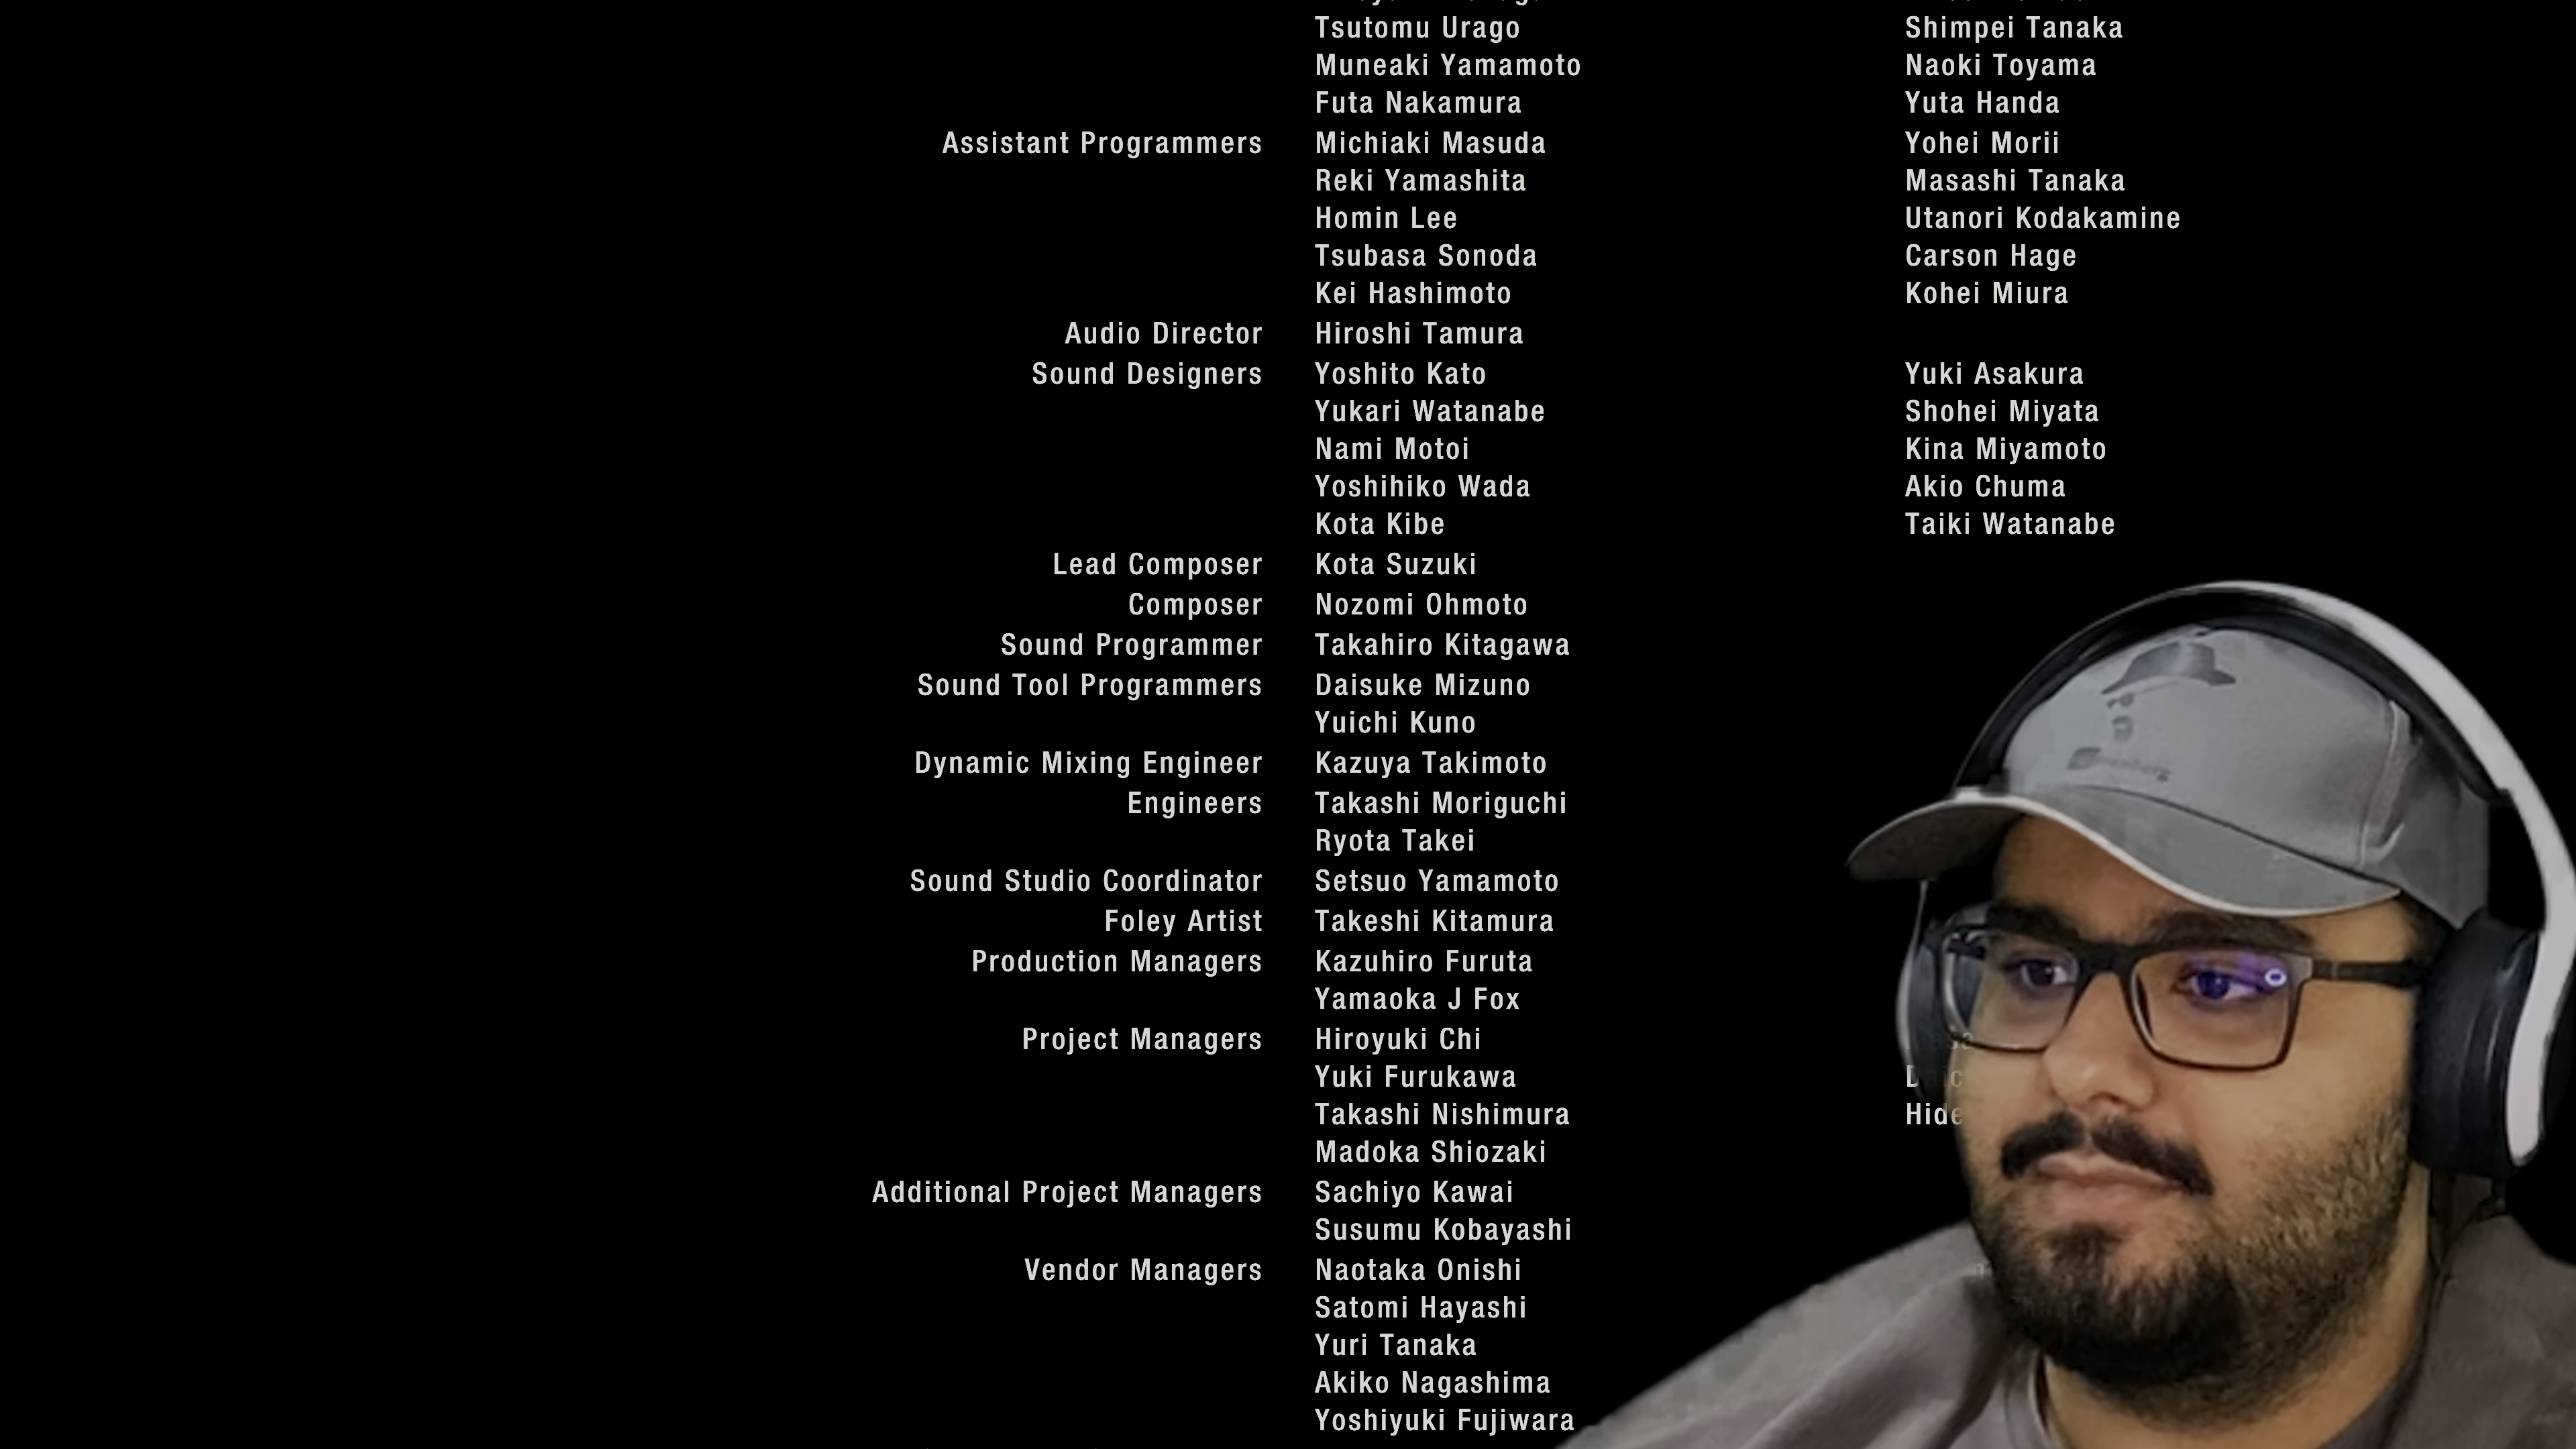 Tsutomu Urago Shimpei Tanaka
Muneaki Yamamoto Naoki Toyama
Futa Nakamura Yuta Handa
Assistant Programmers Michiaki Masuda Yohei Morii
Reki Yamashita Masashi Tanaka
Homin Lee Utanori Kodakamine
Tsubasa Sonoda Carson Hage
Kei Hashimoto Kohei Miura
Audio Director Hiroshi Tamura
Sound Designers Yoshito Kato Yuki Asakura
Yukari Watanabe Shohei Miyata
Nami Motoi Kina Miyamoto
Yoshihiko Wada Akio Chuma
Kota Kibe Taiki Watanabe
Lead Composer Kota Suzuki
Composer Nozomi Ohmoto
Sound Programmer Takahiro Kitagawa
Sound Tool Programmers Daisuke Mizuno
Yuichi Kuno
Dynamic Mixing Engineer Kazuya Takimoto
Engineers Takashi Moriguchi
Ryota Takei
Sound Studio Coordinator Setsuo Yamamoto
Foley Artist Takeshi Kitamura
Production Managers Kazuhiro Furuta
Yamaoka J Fox
Project Managers Hiroyuki Chi
Yuki Furukawa
Takashi Nishimura Hide
Madoka Shiozaki
Additional Project Managers Sachiyo Kawai
Susumu Kobayashi
Vendor Managers Naotaka Onishi
Satomi Hayashi
Yuri Tanaka
Akiko Nagashima
Yoshiyuki Fujiwara